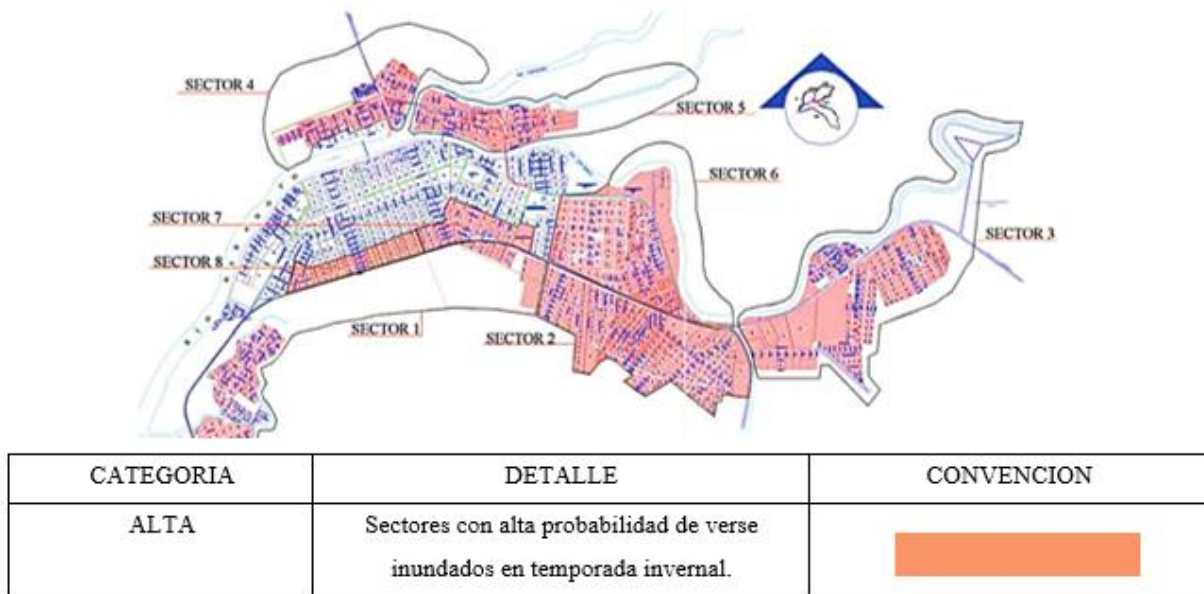 SECTOR 4
SECTOR 5
SECTOR 6
SECTOR 7
SECTOR 3
SECTOR 8
SECTOR 1
SECTOR 2
CATEGORIA DETALLE CONVENCION
ALTA Sectores con alta probabilidad de verse
inundados en temporada invernal.